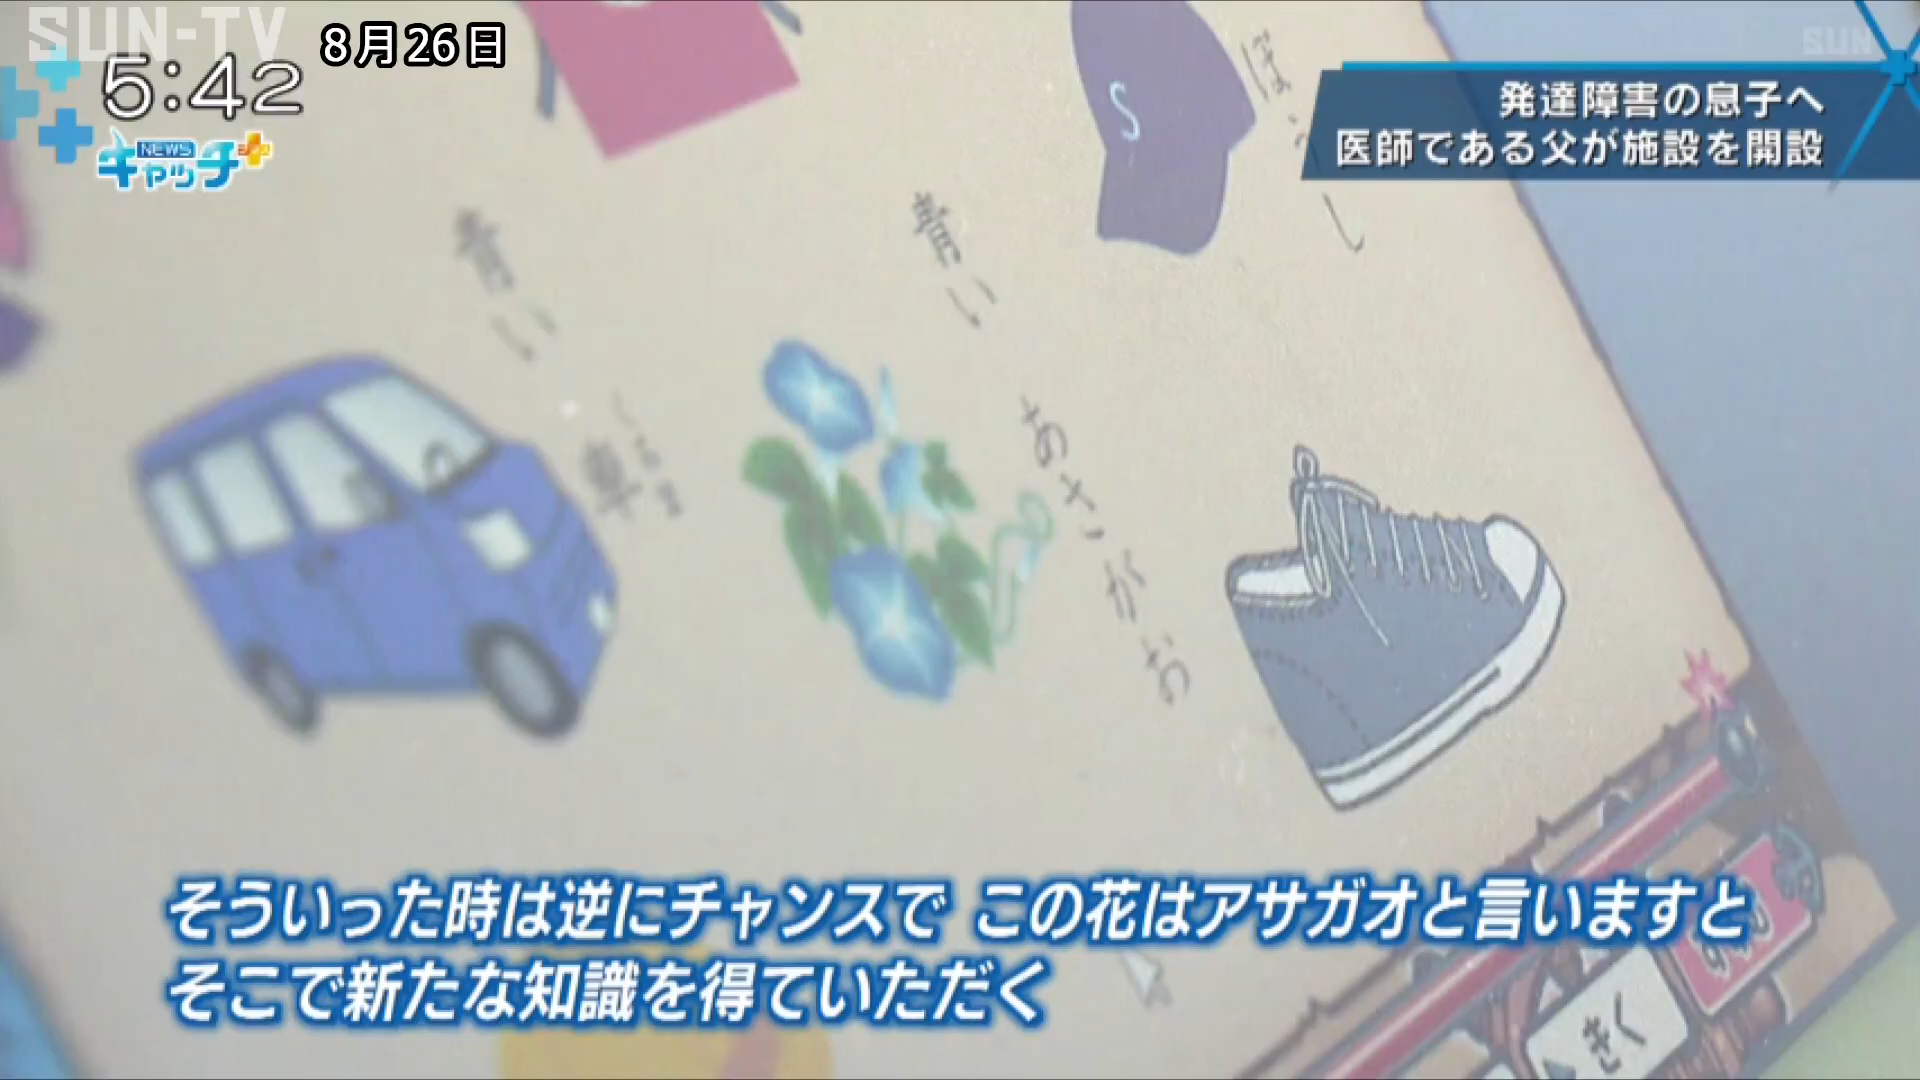 SUN-TV
8月26日
5:42
NEWS
キャッチ+
発達障害の息子へ
医師である父が施設を開設
ぼうし
青い
車
くるま
青い
あさがお
きく
そういった時は逆にチャンスで この花はアサガオと言いますと
そこで新たな知識を得ていただく